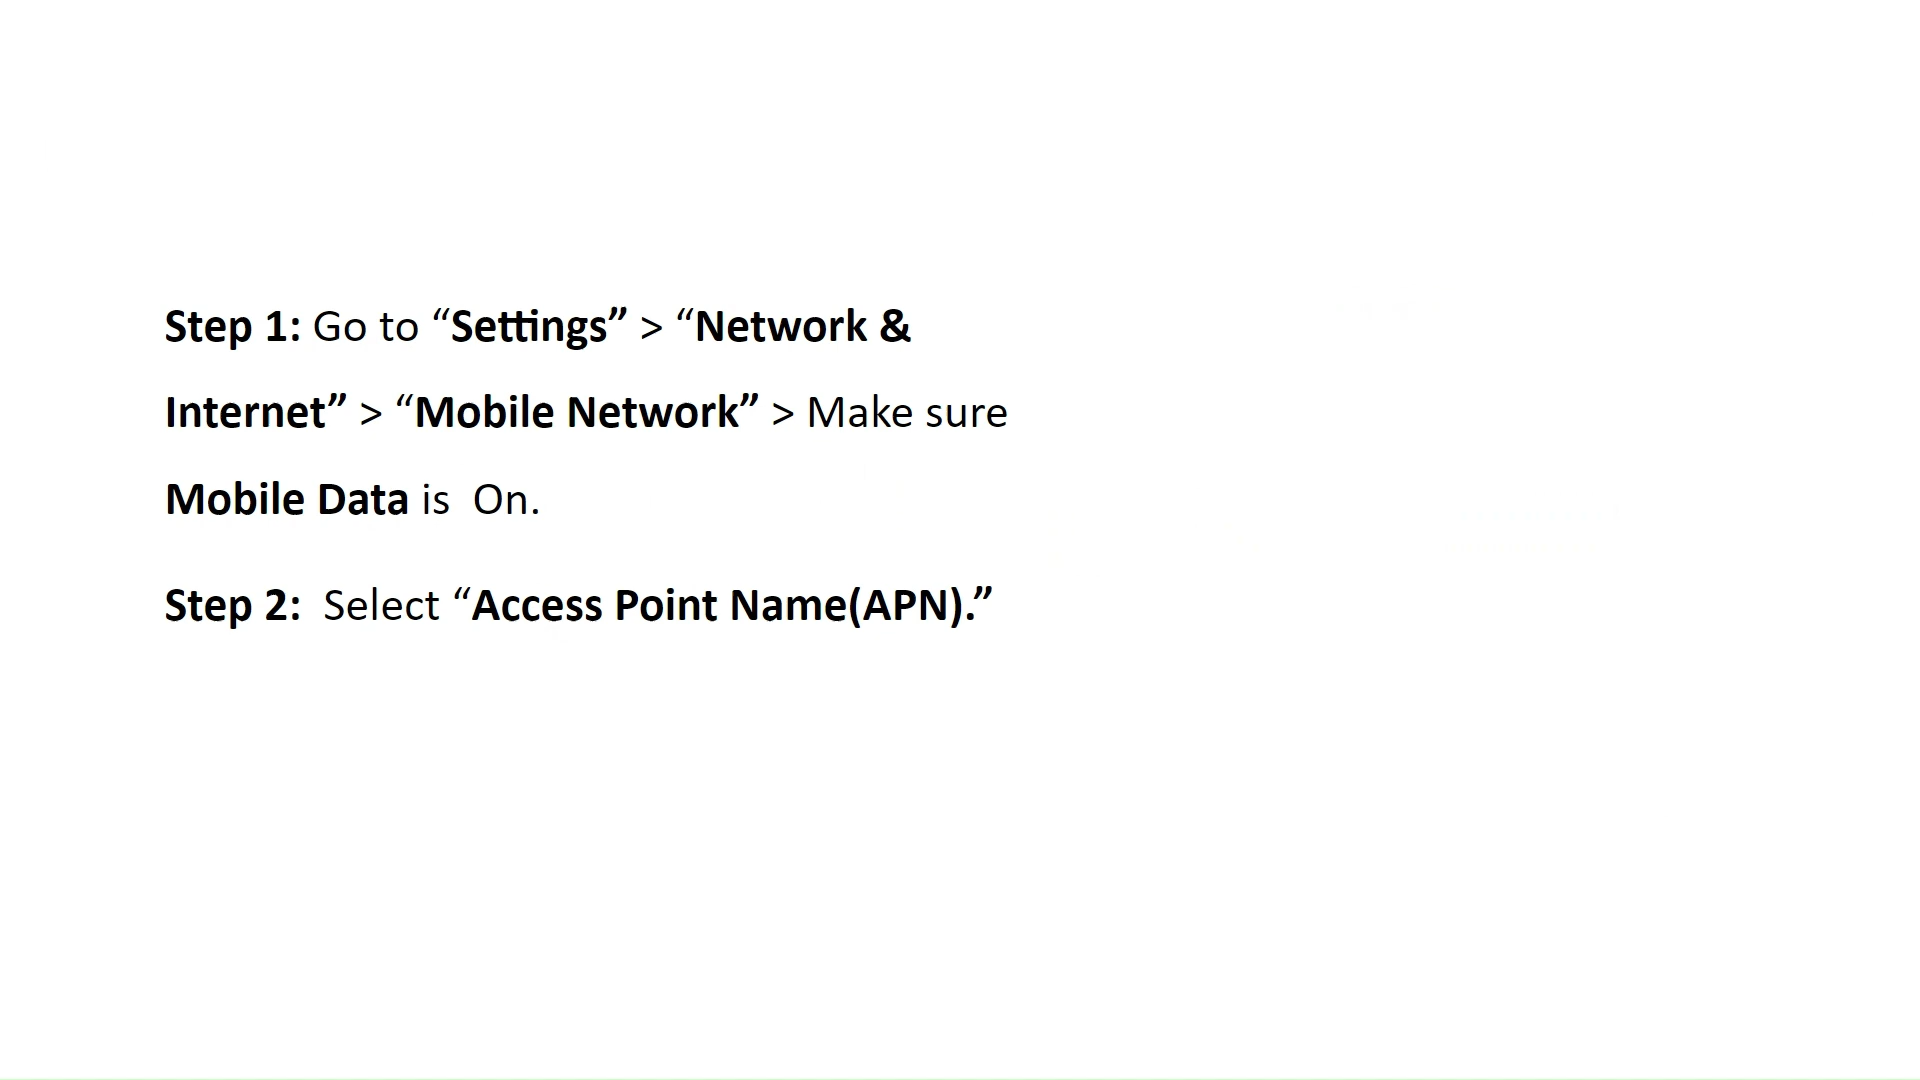 Step 1: Go to “Settings” > “Network &
Internet” > “Mobile Network” > Make sure
Mobile Data is  On.
Step 2:  Select “Access Point Name(APN).”